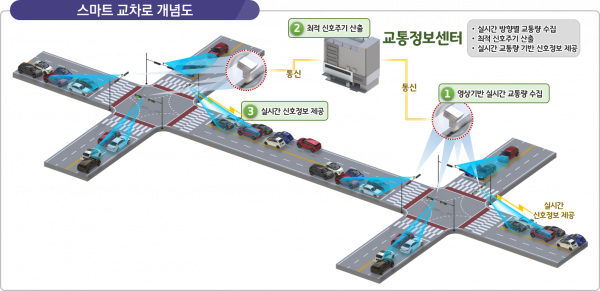 스마트 교차로 개념도
2 최적 신호주기 산출
교통정보센터
• 실시간 방향별 교통량 수집
• 최적 신호주기 산출
• 실시간 교통량 기반 신호정보 제공
통신
통신
1 영상기반 실시간 교통량 수집
3 실시간 신호정보 제공
실시간
신호정보 제공